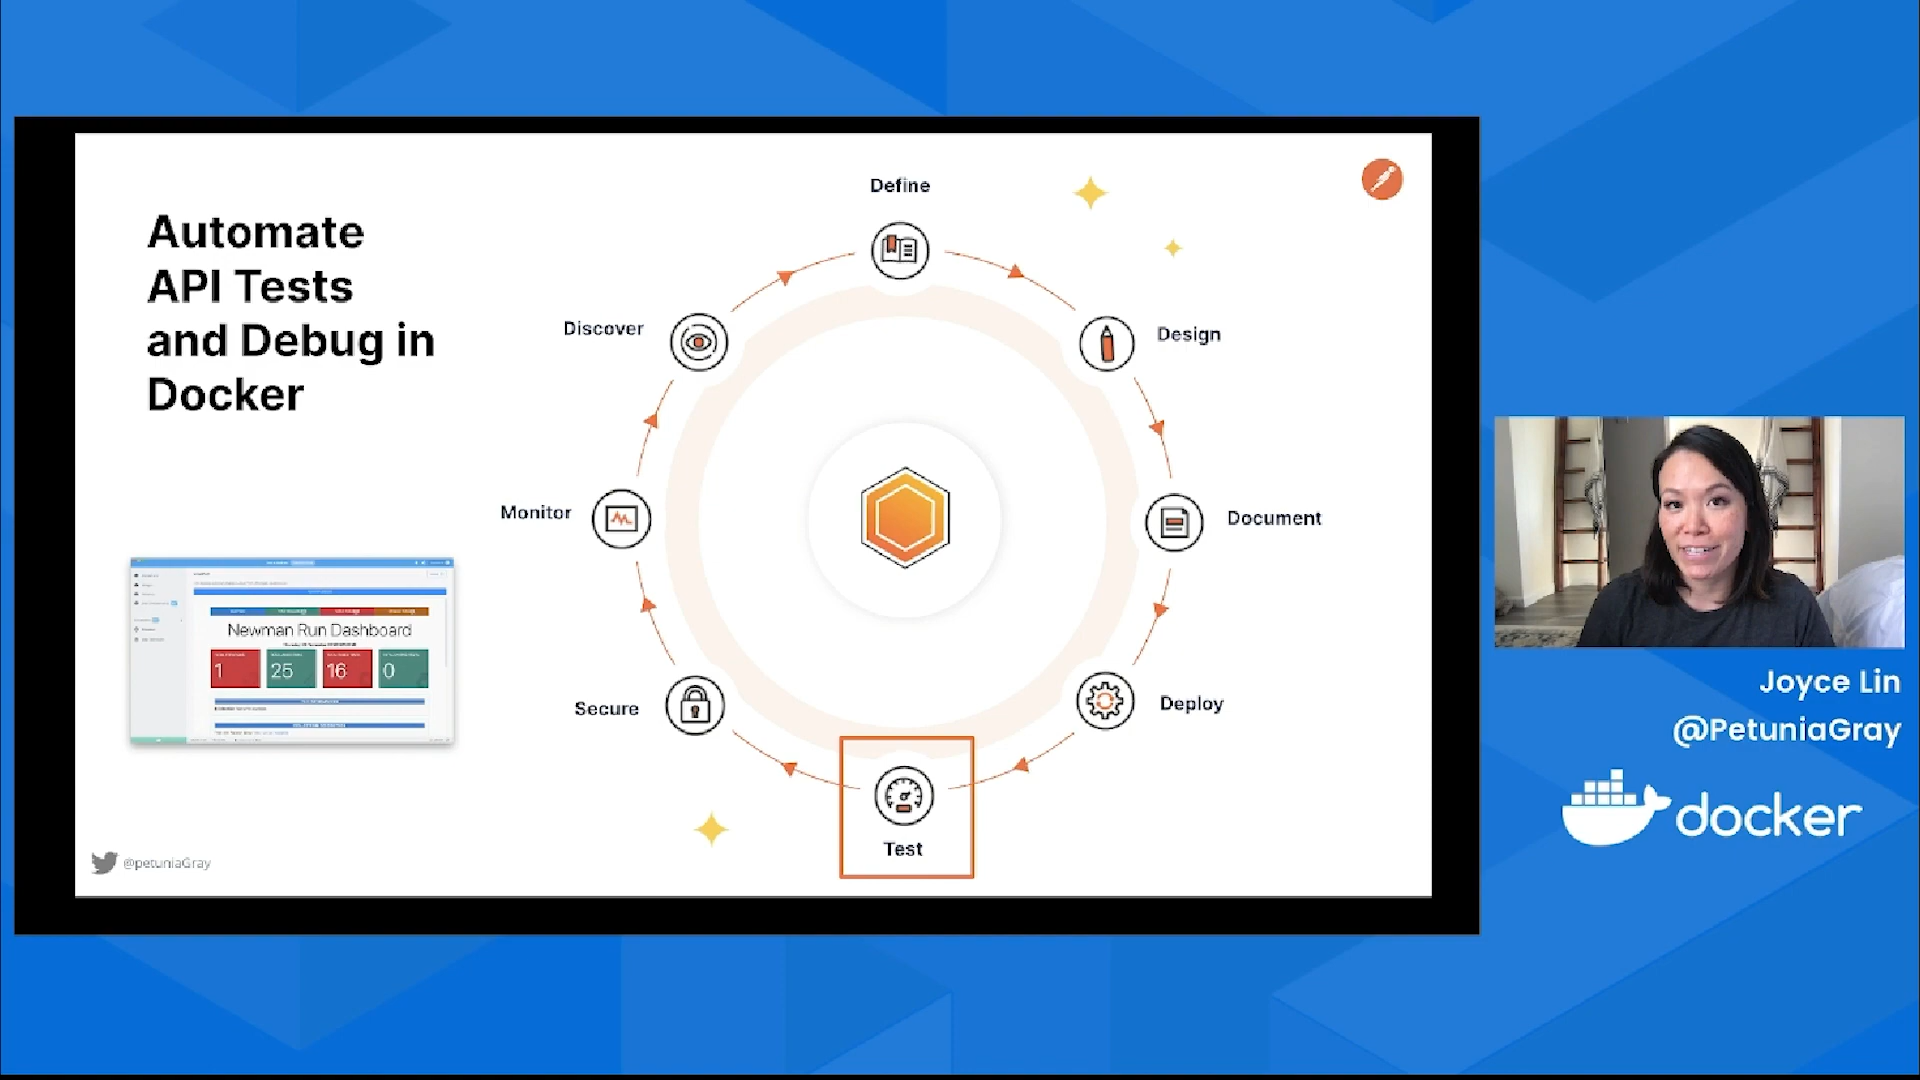 Automate
API Tests
and Debug in
Docker
Define
Discover
Design
Monitor
Document
Secure
Deploy
Test
Newman Run Dashboard
1
25
16
0
@petuniaGray
Joyce Lin
@PetuniaGray
docker